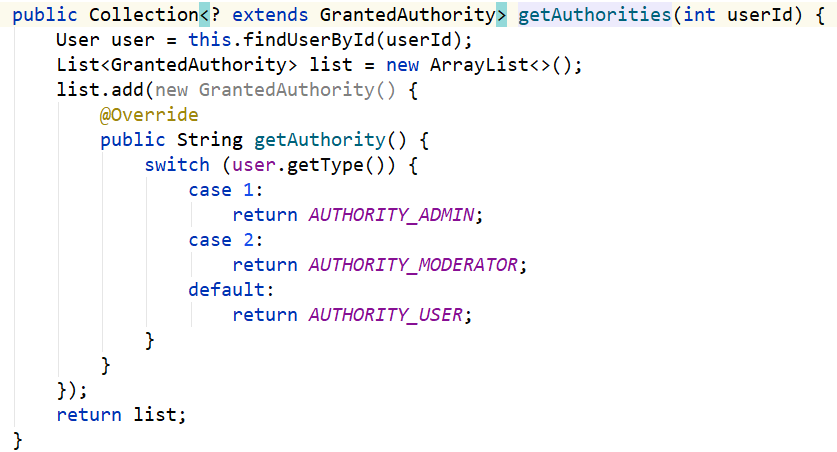 public Collection<? extends GrantedAuthority> getAuthorities(int userId) {
    User user = this.findUserById(userId);
    List<GrantedAuthority> list = new ArrayList<>();
    list.add(new GrantedAuthority() {
        @Override
        public String getAuthority() {
            switch (user.getType()) {
                case 1:
                    return AUTHORITY_ADMIN;
                case 2:
                    return AUTHORITY_MODERATOR;
                default:
                    return AUTHORITY_USER;
            }
        }
    });
    return list;
}